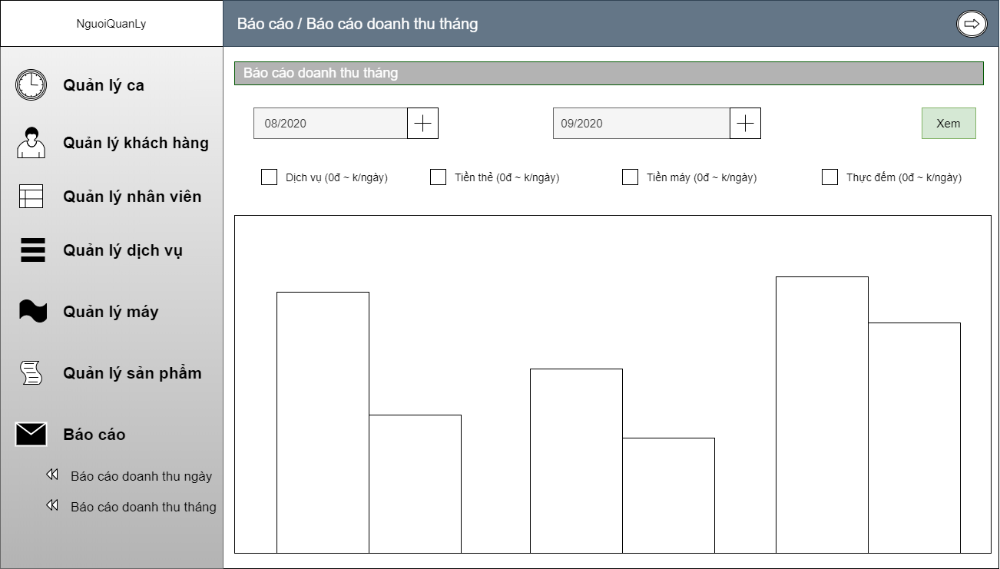 NguoiQuanLy
Báo cáo / Báo cáo doanh thu tháng
Quản lý ca
Quản lý khách hàng
Quản lý nhân viên
Quản lý dịch vụ
Quản lý máy
Quản lý sản phẩm
Báo cáo
Báo cáo doanh thu ngày
Báo cáo doanh thu tháng
Báo cáo doanh thu tháng
08/2020
09/2020
Xem
Dịch vụ (0đ ~ k/ngày)
Tiền thẻ (0đ ~ k/ngày)
Tiền máy (0đ ~ k/ngày)
Thực đếm (0đ ~ k/ngày)